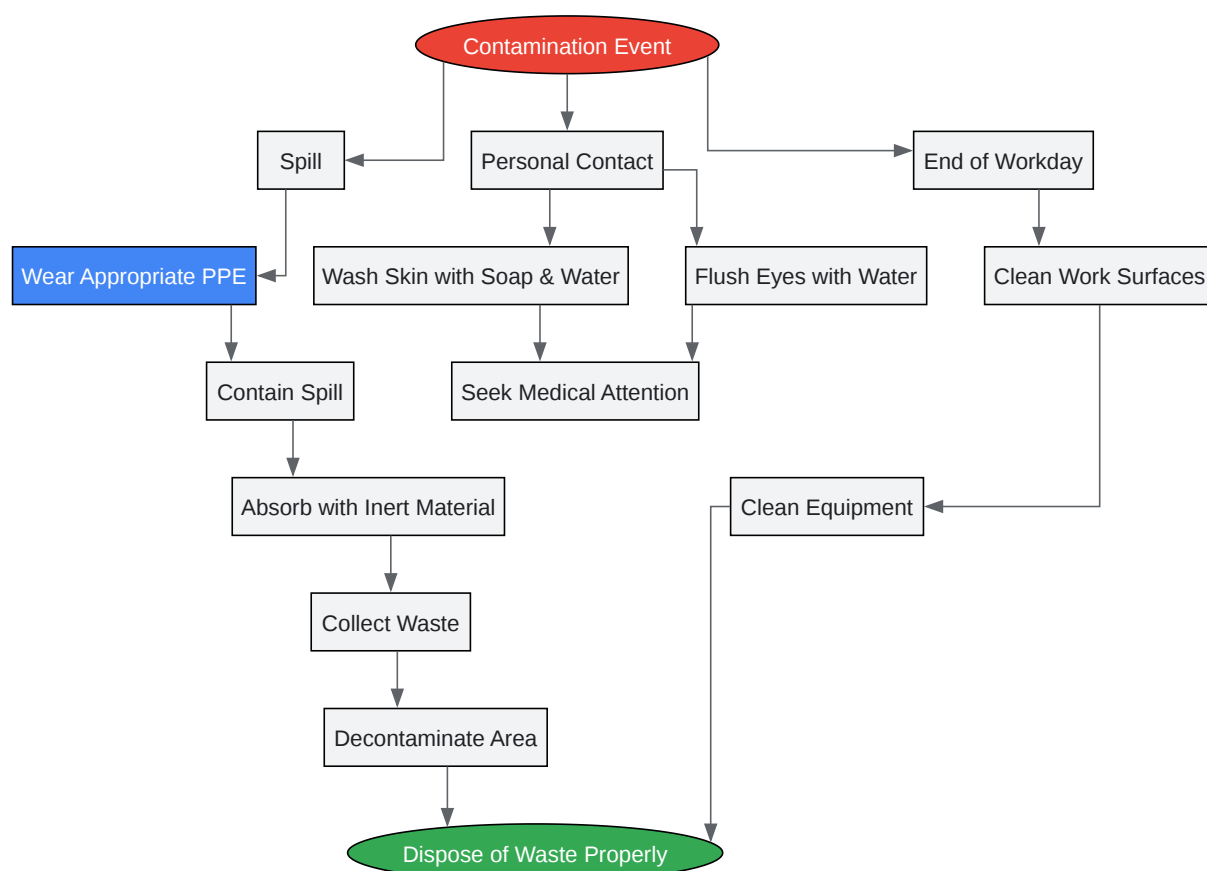 Contamination Event
Spill
Personal Contact
End of Workday
Wear Appropriate PPE
Wash Skin with Soap & Water
Flush Eyes with Water
Clean Work Surfaces
Contain Spill
Seek Medical Attention
Absorb with Inert Material
Clean Equipment
Collect Waste
Decontaminate Area
Dispose of Waste Properly